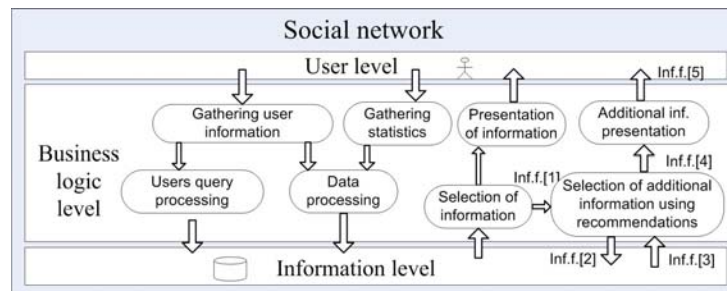 Social network
User level
Inf.f.[5]
Gathering user
information
Gathering
statistics
Presentation
of information
Additional inf.
presentation
Business
logic
level
Inf.f.[4]
Users query
processing
Data
processing
Selection of
information
Inf.f.[1]
Selection of additional
information using
recommendations
Inf.f.[2]
Inf.f.[3]
Information level